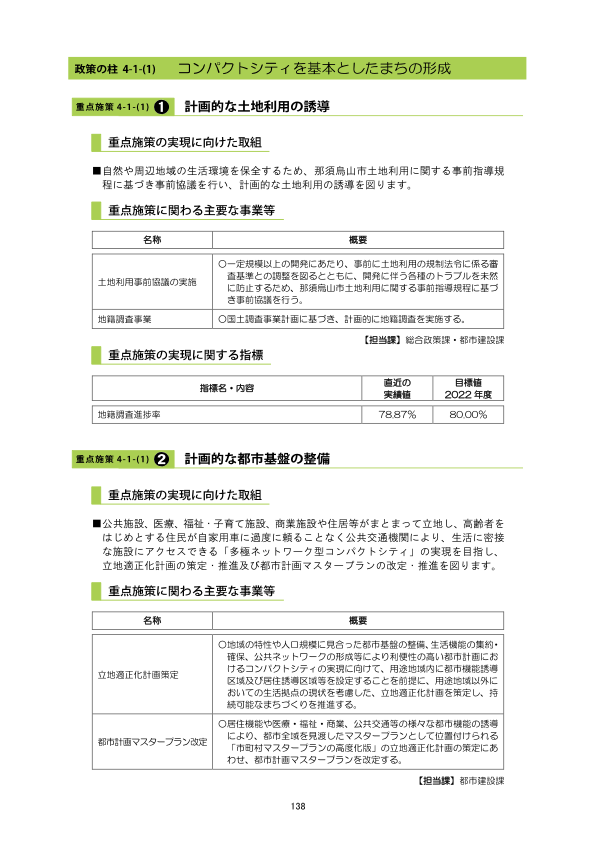 政策の柱 4-1-(1)　コンパクトシティを基本としたまちの形成
重点施策 4-1-(1) ❶　計画的な土地利用の誘導
重点施策の実現に向けた取組
■自然や周辺地域の生活環境を保全するため、那須烏山市土地利用に関する事前指導規
程に基づき事前協議を行い、計画的な土地利用の誘導を図ります。
重点施策に関わる主要な事業等
名称　概要
土地利用事前協議の実施
○一定規模以上の開発にあたり、事前に土地利用の規制法令に係る審
査基準との調整を図るとともに、開発に伴う各種のトラブルを未然
に防止するため、那須烏山市土地利用に関する事前指導規程に基づ
き事前協議を行う。
地籍調査事業　○国土調査事業計画に基づき、計画的に地籍調査を実施する。
【担当課】総合政策課・都市建設課
重点施策の実現に関する指標
指標名・内容
直近の
実績値
目標値
2022 年度
地籍調査進捗率　78.87%　80.00%
重点施策 4-1-(1) ❷　計画的な都市基盤の整備
重点施策の実現に向けた取組
■公共施設、医療、福祉・子育て施設、商業施設や住居等がまとまって立地し、高齢者を
はじめとする住民が自家用車に過度に頼ることなく公共交通機関により、生活に密接
な施設にアクセスできる「多極ネットワーク型コンパクトシティ」の実現を目指し、
立地適正化計画の策定・推進及び都市計画マスタープランの改定・推進を図ります。
重点施策に関わる主要な事業等
名称　概要
立地適正化計画策定
○地域の特性や人口規模に見合った都市基盤の整備、生活機能の集約・
確保、公共ネットワークの形成等により利便性の高い都市計画にお
けるコンパクトシティの実現に向けて、用途地域内に都市機能誘導
区域及び居住誘導区域等を設定することを前提に、用途地域以外に
おいての生活拠点の現状を考慮した、立地適正化計画を策定し、持
続可能なまちづくりを推進する。
都市計画マスタープラン改定
○居住機能や医療・福祉・商業、公共交通等の様々な都市機能の誘導
により、都市全域を見渡したマスタープランとして位置付けられる
「市町村マスタープランの高度化版」の立地適正化計画の策定にあ
わせ、都市計画マスタープランを改定する。
【担当課】都市建設課
138